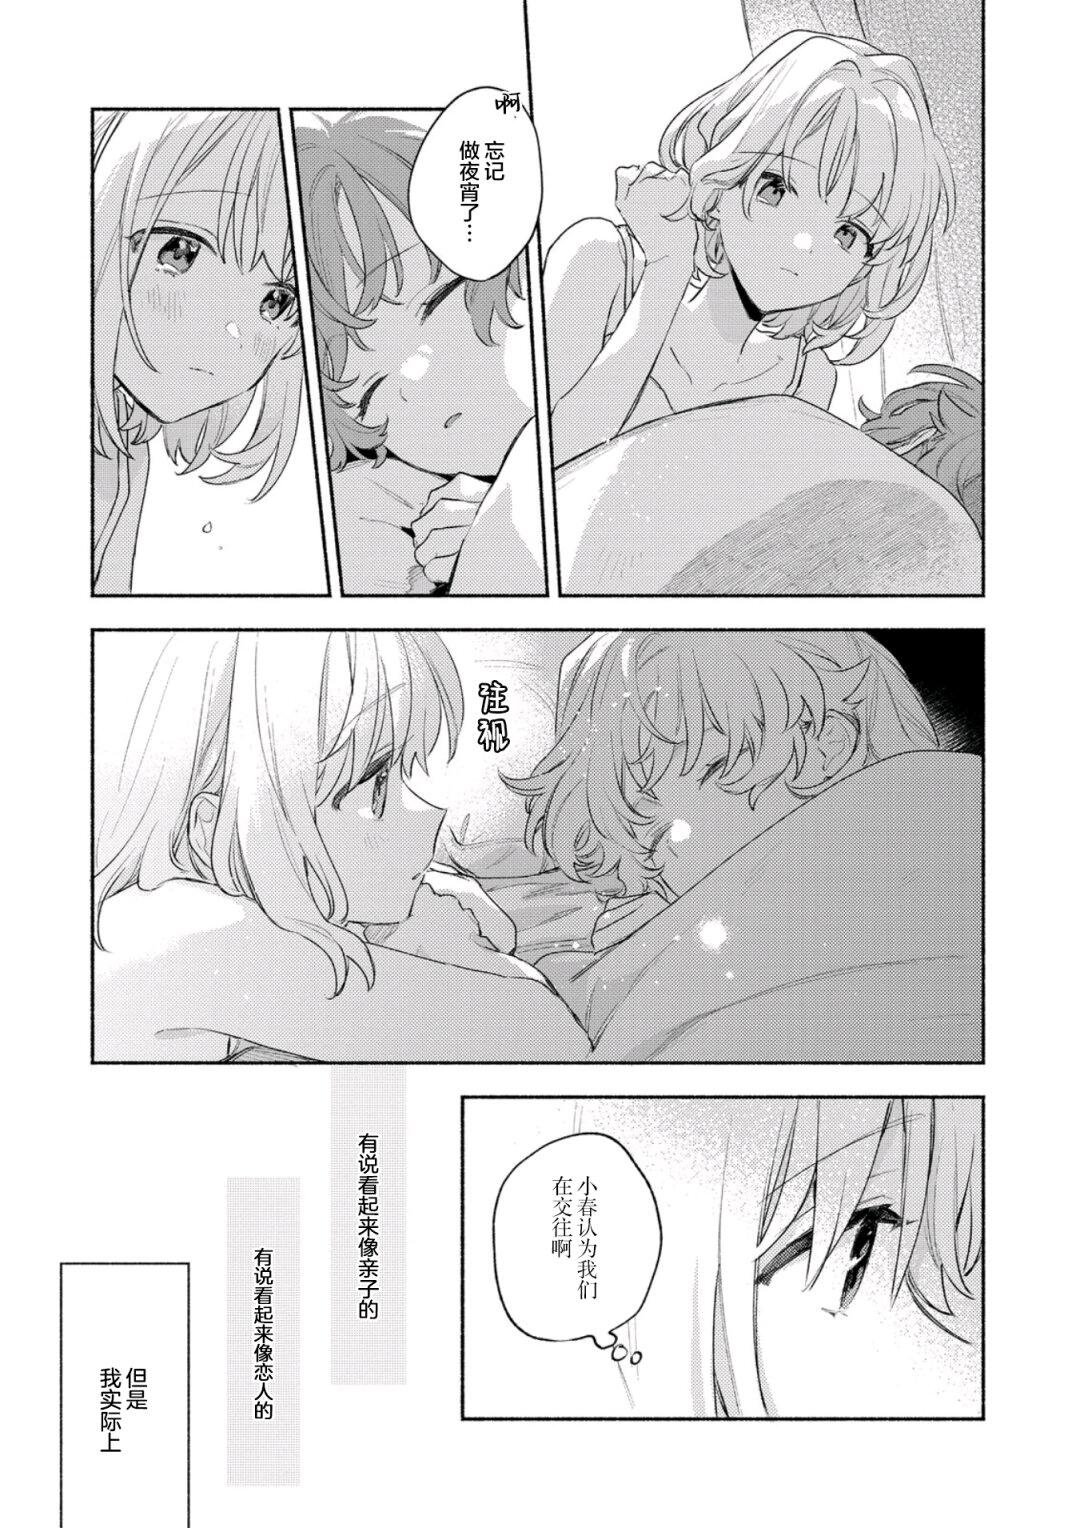 啊
忘记
做夜宵了…
注视
小春认为我们
在交往啊
有说看起来像亲子的
有说看起来像恋人的
但是
我实际上